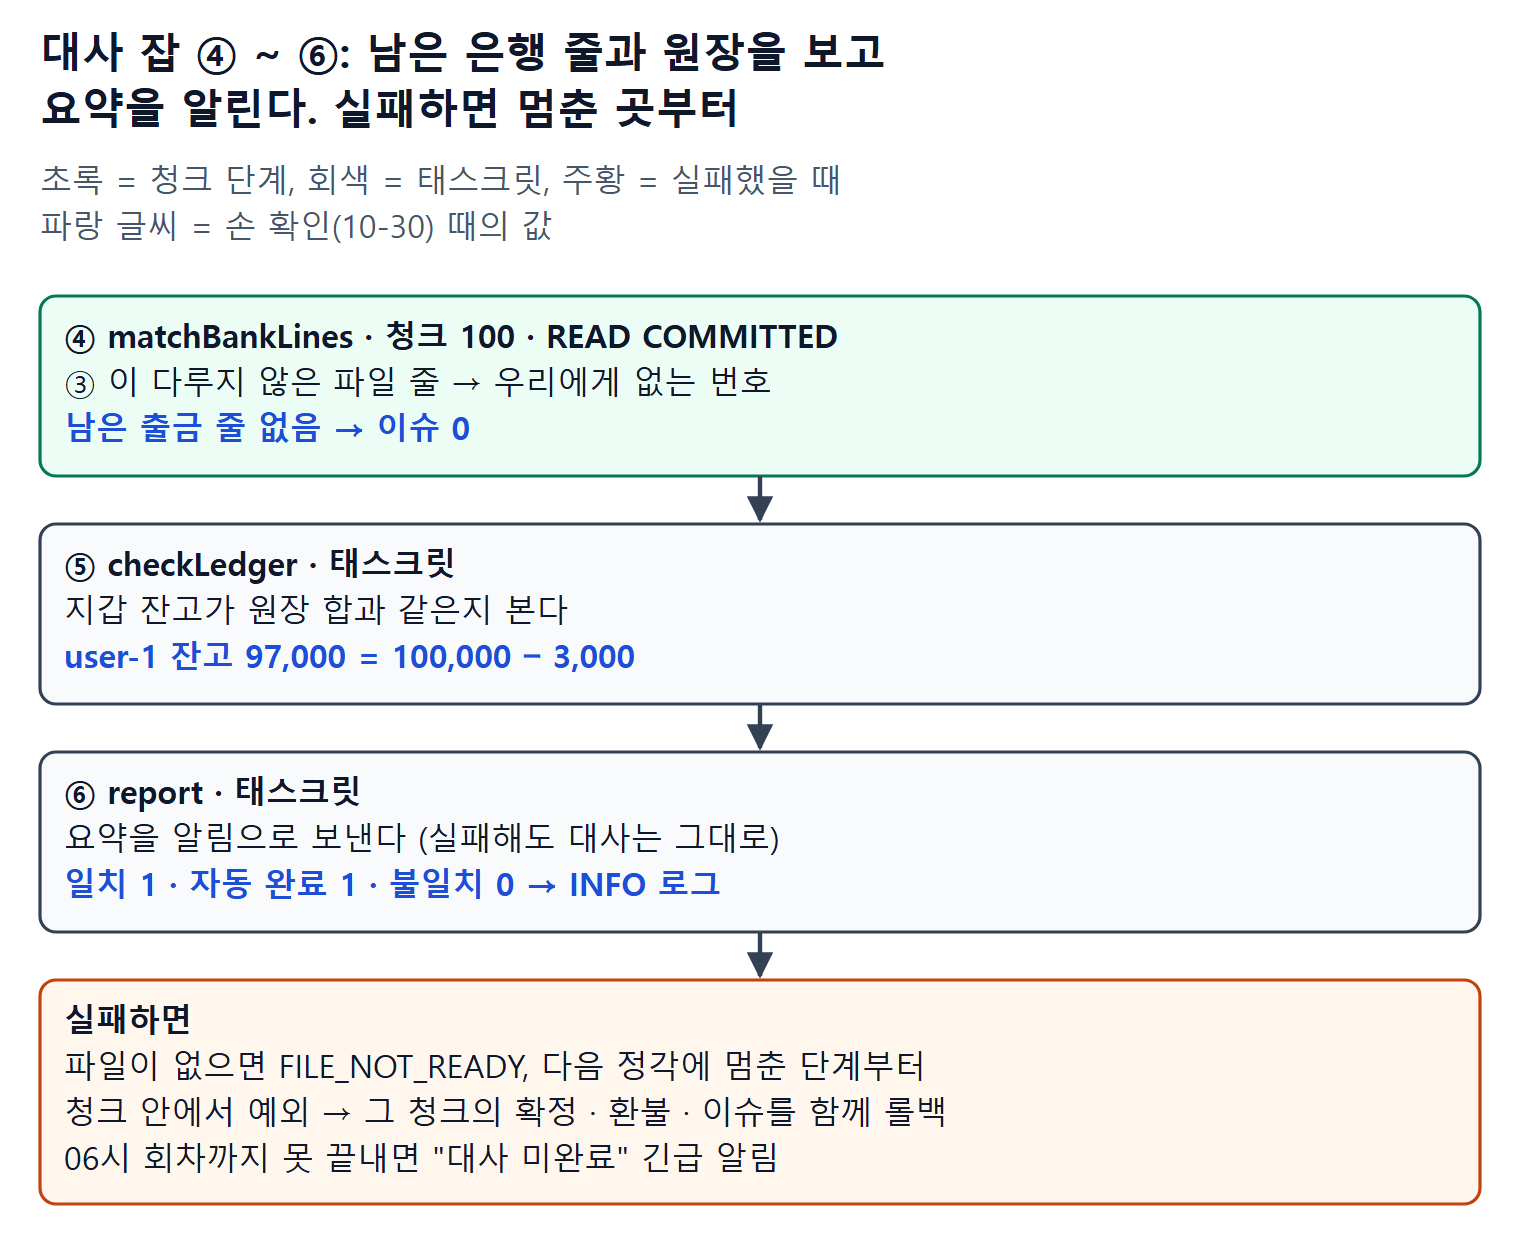 대사 잡 ④ ~ ⑥: 남은 은행 줄과 원장을 보고
요약을 알린다. 실패하면 멈춘 곳부터
초록 = 청크 단계, 회색 = 태스크릿, 주황 = 실패했을 때
파랑 글씨 = 손 확인(10-30) 때의 값
④ matchBankLines · 청크 100 · READ COMMITTED
③ 이 다루지 않은 파일 줄 → 우리에게 없는 번호
남은 출금 줄 없음 → 이슈 0
⑤ checkLedger · 태스크릿
지갑 잔고가 원장 합과 같은지 본다
user-1 잔고 97,000 = 100,000 − 3,000
⑥ report · 태스크릿
요약을 알림으로 보낸다 (실패해도 대사는 그대로)
일치 1 · 자동 완료 1 · 불일치 0 → INFO 로그
실패하면
파일이 없으면 FILE_NOT_READY, 다음 정각에 멈춘 단계부터
청크 안에서 예외 → 그 청크의 확정 · 환불 · 이슈를 함께 롤백
06시 회차까지 못 끝내면 "대사 미완료" 긴급 알림